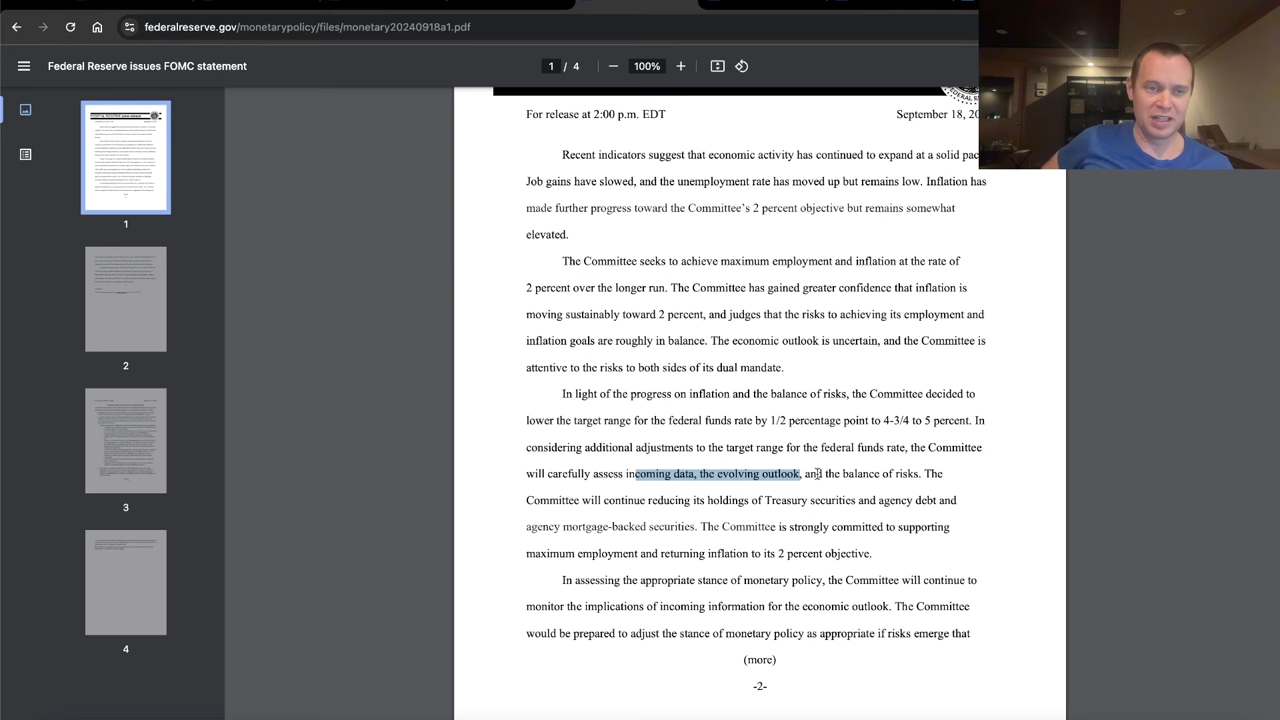 federalreserve.gov/monetarypolicy/files/monetary20240918a1.pdf
Federal Reserve issues FOMC statement
1 / 4
100%
For release at 2:00 p.m. EDT
September 18, 20
Recent indicators suggest that economic activity has continued to expand at a solid pac
Job gains have slowed, and the unemployment rate has moved up but remains low. Inflation has
made further progress toward the Committee's 2 percent objective but remains somewhat
elevated.
The Committee seeks to achieve maximum employment and inflation at the rate of
2 percent over the longer run. The Committee has gained greater confidence that inflation is
moving sustainably toward 2 percent, and judges that the risks to achieving its employment and
inflation goals are roughly in balance. The economic outlook is uncertain, and the Committee is
attentive to the risks to both sides of its dual mandate.
In light of the progress on inflation and the balance of risks, the Committee decided to
lower the target range for the federal funds rate by 1/2 percentage point to 4-3/4 to 5 percent. In
considering additional adjustments to the target range for the federal funds rate, the Committee
will carefully assess incoming data, the evolving outlook, and the balance of risks. The
Committee will continue reducing its holdings of Treasury securities and agency debt and
agency mortgage-backed securities. The Committee is strongly committed to supporting
maximum employment and returning inflation to its 2 percent objective.
In assessing the appropriate stance of monetary policy, the Committee will continue to
monitor the implications of incoming information for the economic outlook. The Committee
would be prepared to adjust the stance of monetary policy as appropriate if risks emerge that
(more)
-2-
1
2
3
4